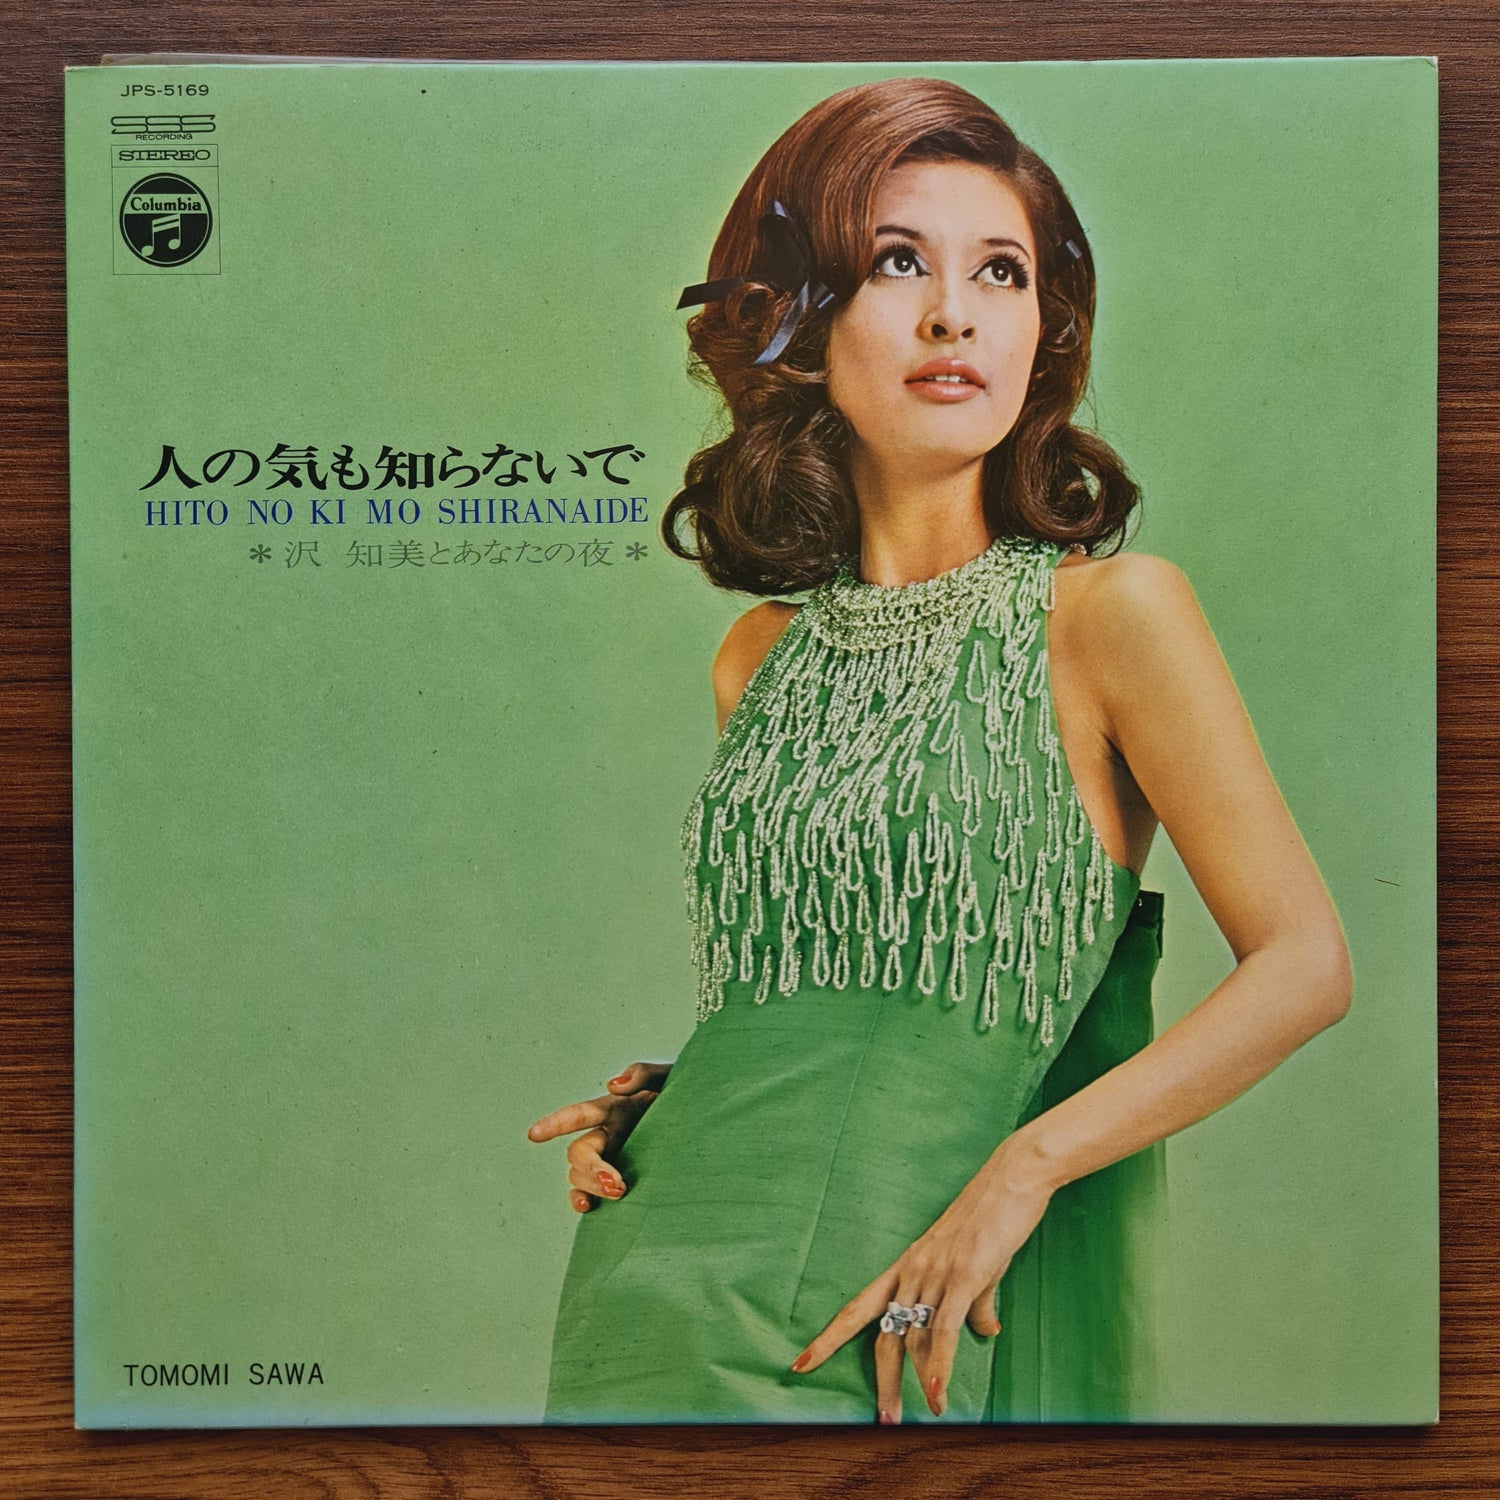 JPS-5169
SSS
RECORDING
STEREO
Columbia
人の気も知らないで
HITO NO KI MO SHIRANAIDE
＊沢 知美とあなたの夜＊
TOMOMI SAWA